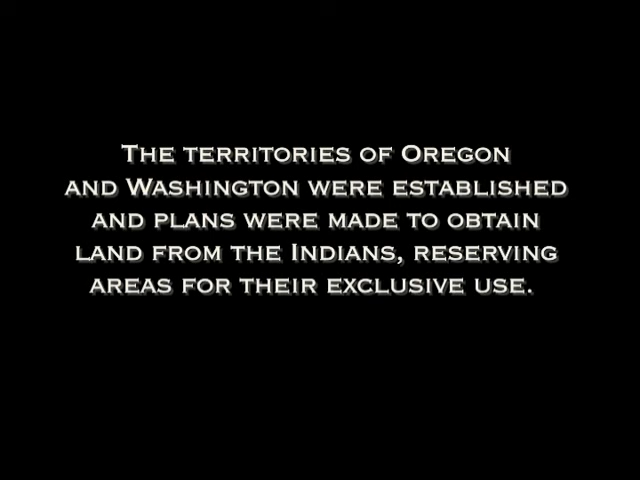 The territories of Oregon
and Washington were established
and plans were made to obtain
land from the Indians, reserving
areas for their exclusive use.